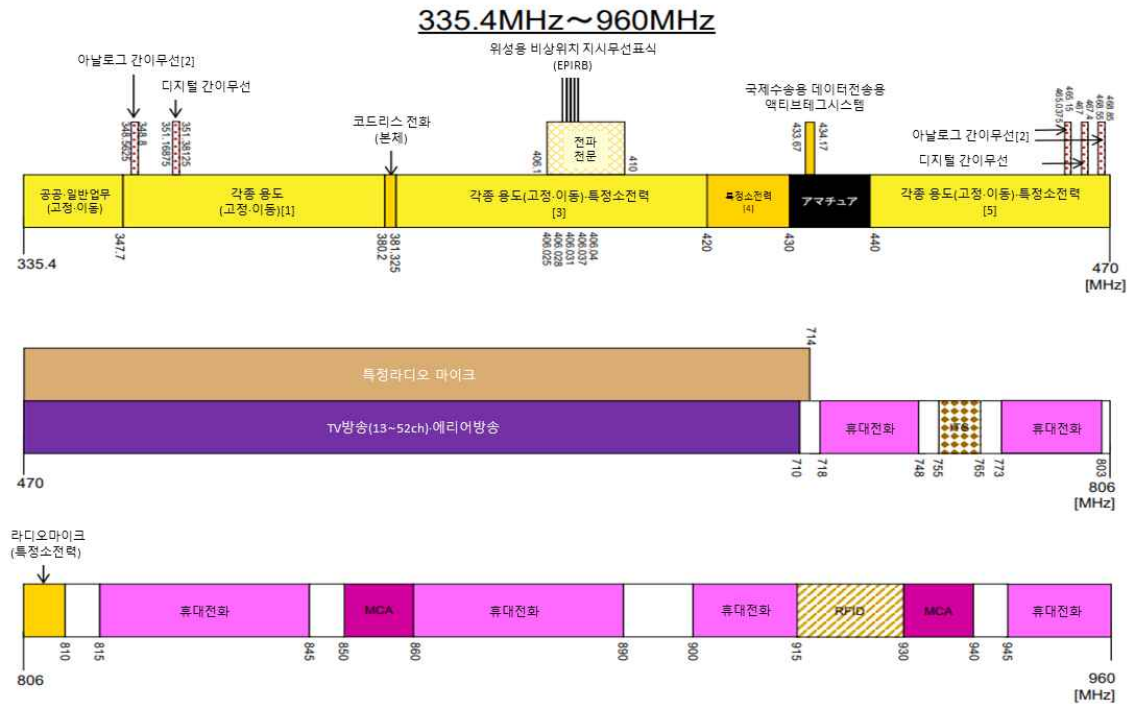 335.4MHz～960MHz
위성용 비상위치 지시무선표식
(EPIRB)
아날로그 간이무선[2]
디지털 간이무선
코드리스 전화
(본체)
국제수송용 데이터전송용
액티브테그시스템
아날로그 간이무선[2]
디지털 간이무선
348.5625
348.8
351.16875
351.38125
406.1
전파
천문
410
433.67
434.17
465.0375
465.15
467
467.4
468.55
468.85
공공·일반업무
(고정·이동)
각종 용도
(고정·이동)[1]
각종 용도(고정·이동)·특정소전력
[3]
특정소전력
[4]
アマチュア
각종 용도(고정·이동)·특정소전력
[5]
335.4
347.7
380.2
381.325
406.025
406.028
406.031
406.037
406.04
420
430
440
470
[MHz]
714
특정라디오 마이크
TV방송(13~52ch)·에리어방송
휴대전화
ITS
휴대전화
470
710
718
748
755
765
773
803
806
[MHz]
라디오마이크
(특정소전력)
휴대전화
MCA
휴대전화
휴대전화
RFID
MCA
휴대전화
806
810
815
845
850
860
890
900
915
930
940
945
960
[MHz]